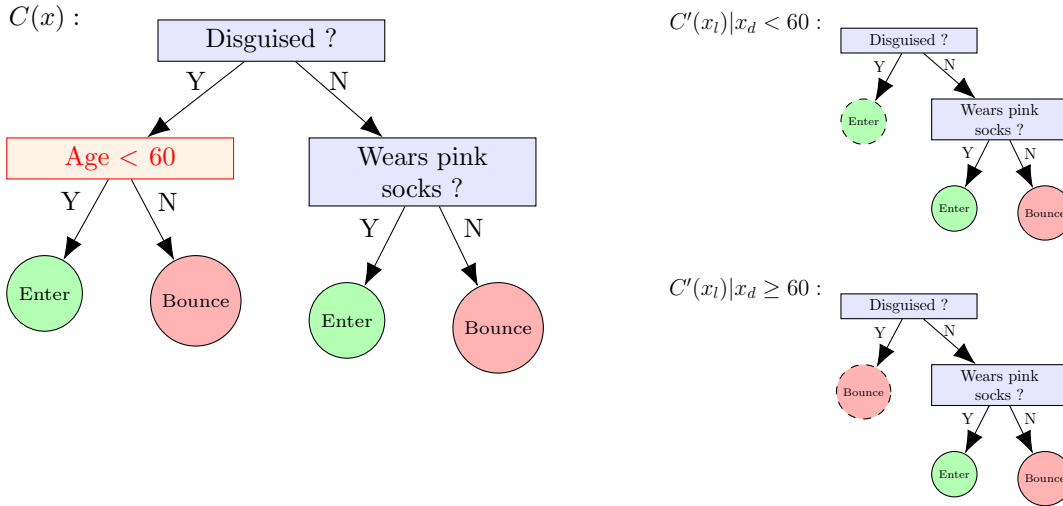 C(x) :
Disguised ?
Y
N
Age < 60
Wears pink
socks ?
Y
N
Y
N
Enter
Bounce
Enter
Bounce
C′(x_l)|x_d < 60 :
Disguised ?
Y
N
Enter
Wears pink
socks ?
Y
N
Enter
Bounce
C′(x_l)|x_d ≥ 60 :
Disguised ?
Y
N
Bounce
Wears pink
socks ?
Y
N
Enter
Bounce